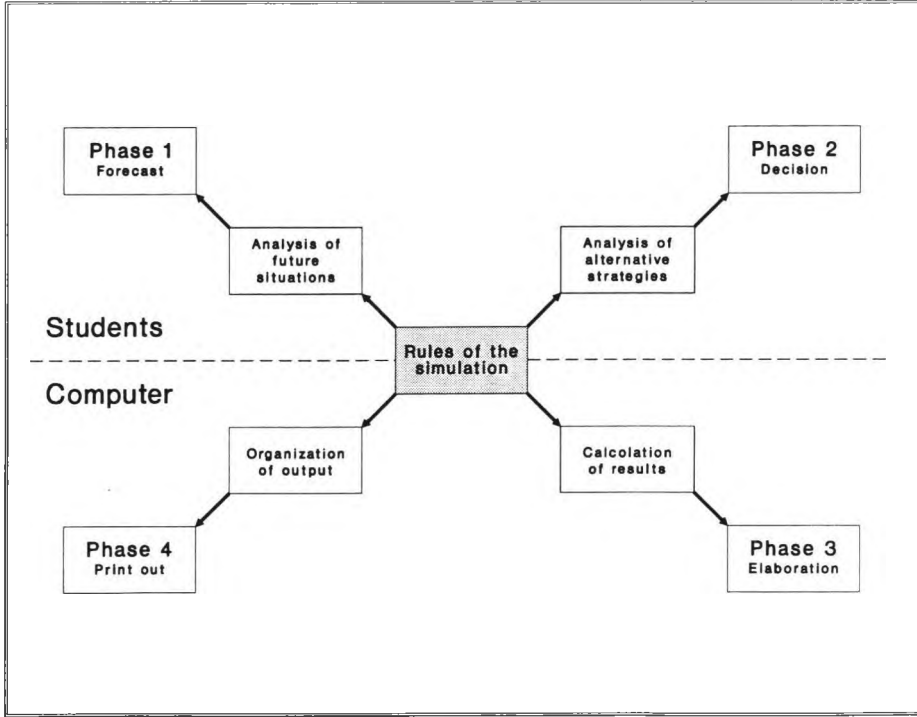 Phase 1
Forecast
Phase 2
Decision
Analysis of
future
situations
Analysis of
alternative
strategies
Students
Rules of the
simulation
Computer
Organization
of output
Calcolation
of results
Phase 4
Print out
Phase 3
Elaboration